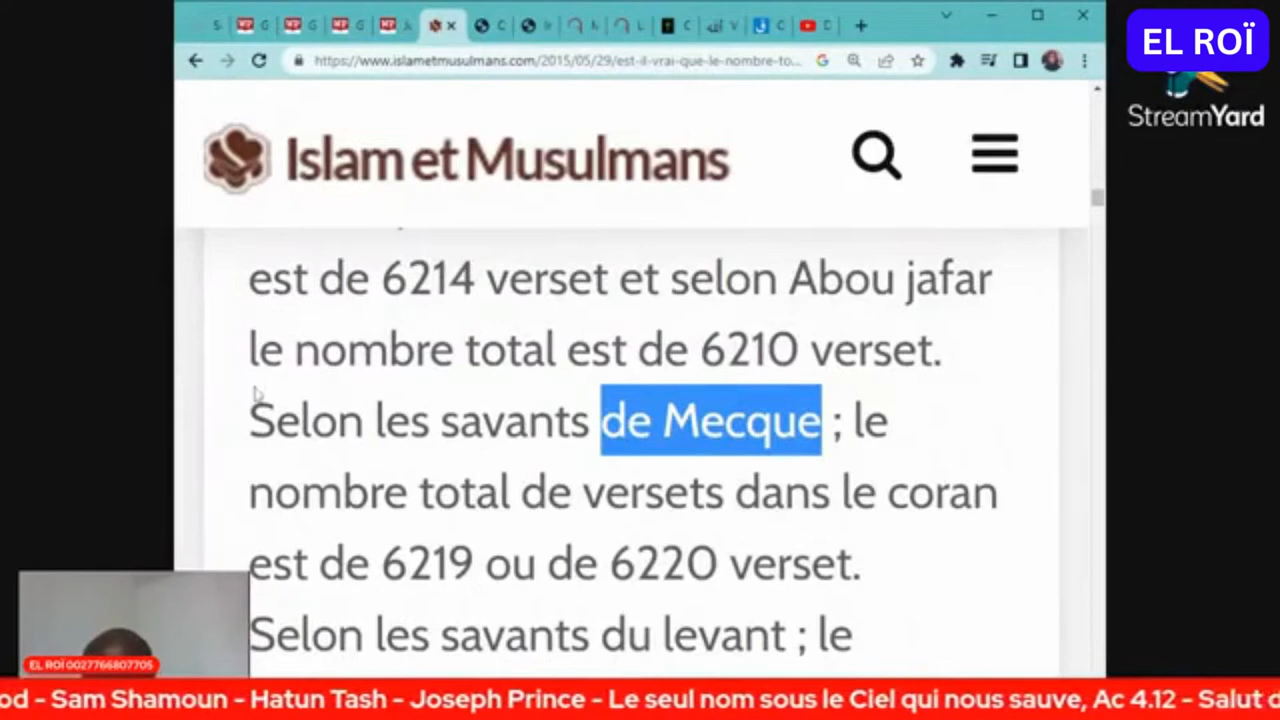 EL ROÏ
StreamYard
https://www.islametmusulmans.com/2015/05/29/est-il-vrai-que-le-nombre-to...
Islam et Musulmans
est de 6214 verset et selon Abou jafar
le nombre total est de 6210 verset.
Selon les savants de Mecque ; le
nombre total de versets dans le coran
est de 6219 ou de 6220 verset.
Selon les savants du levant ; le
EL ROÏ 0027766807705
od - Sam Shamoun - Hatun Tash - Joseph Prince - Le seul nom sous le Ciel qui nous sauve, Ac 4.12 - Salut